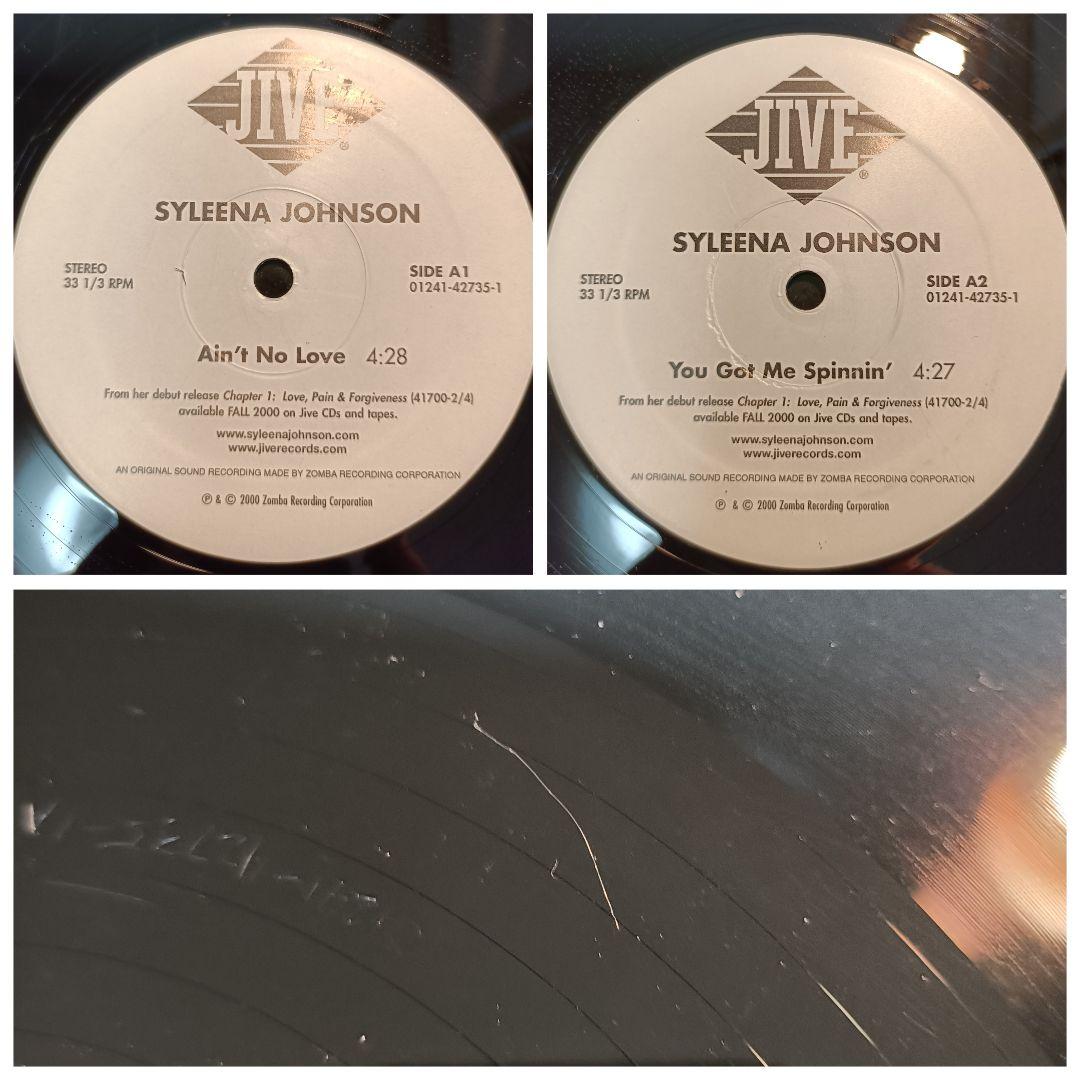 JIVE®
SYLEENA JOHNSON
STEREO
33 1/3 RPM
SIDE A1
01241-42735-1
Ain't No Love 4:28
From her debut release Chapter 1: Love, Pain & Forgiveness (41700-2/4)
available FALL 2000 on Jive CDs and tapes.
www.syleenajohnson.com
www.jiverecords.com
AN ORIGINAL SOUND RECORDING MADE BY ZOMBA RECORDING CORPORATION
℗ & © 2000 Zomba Recording Corporation
JIVE®
SYLEENA JOHNSON
STEREO
33 1/3 RPM
SIDE A2
01241-42735-1
You Got Me Spinnin' 4:27
From her debut release Chapter 1: Love, Pain & Forgiveness (41700-2/4)
available FALL 2000 on Jive CDs and tapes.
www.syleenajohnson.com
www.jiverecords.com
AN ORIGINAL SOUND RECORDING MADE BY ZOMBA RECORDING CORPORATION
℗ & © 2000 Zomba Recording Corporation